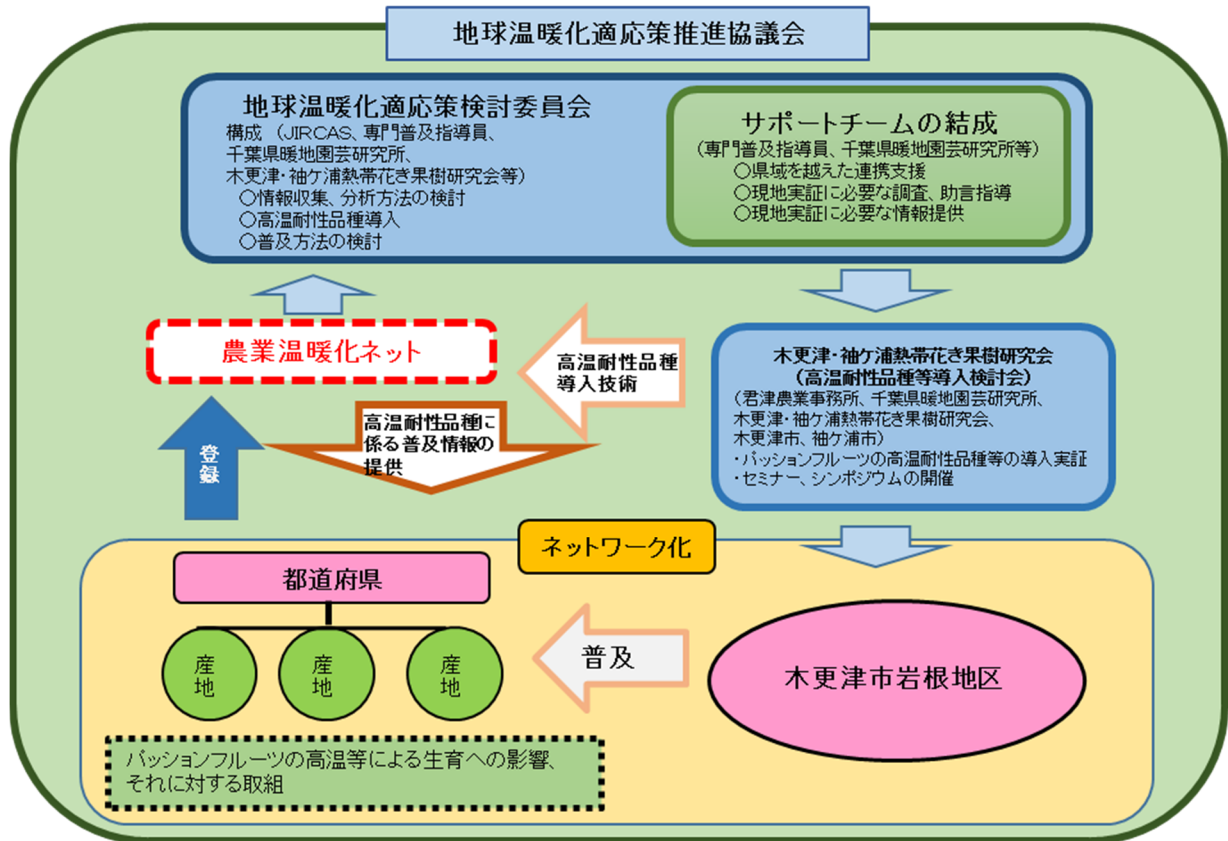 地球温暖化適応策推進協議会
地球温暖化適応策検討委員会
構成 (JIRCAS、専門普及指導員、
千葉県暖地園芸研究所、
木更津・袖ケ浦熱帯花き果樹研究会等)
○情報収集、分析方法の検討
○高温耐性品種導入
○普及方法の検討
サポートチームの結成
(専門普及指導員、千葉県暖地園芸研究所等)
○県域を越えた連携支援
○現地実証に必要な調査、助言指導
○現地実証に必要な情報提供
農業温暖化ネット
高温耐性品種
導入技術
木更津・袖ケ浦熱帯花き果樹研究会
(高温耐性品種等導入検討会)
(君津農業事務所、千葉県暖地園芸研究所、
木更津・袖ケ浦熱帯花き果樹研究会、
木更津市、袖ケ浦市)
・パッションフルーツの高温耐性品種等の導入実証
・セミナー、シンポジウムの開催
登録
高温耐性品種に
係る普及情報の
提供
ネットワーク化
都道府県
産地
産地
産地
普及
木更津市岩根地区
パッションフルーツの高温等による生育への影響、
それに対する取組